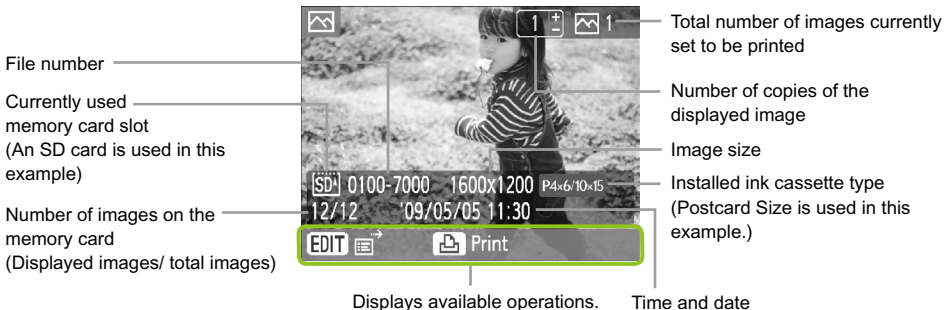 Total number of images currently
set to be printed
Number of copies of the
displayed image
Image size
Installed ink cassette type
(Postcard Size is used in this
example.)
Time and date
Displays available operations.
File number
Currently used
memory card slot
(An SD card is used in this
example)
Number of images on the
memory card
(Displayed images/ total images)
1 + - 1
SD 0100-7000 1600x1200 P4x6/10x15
12/12 '09/05/05 11:30
EDIT Print